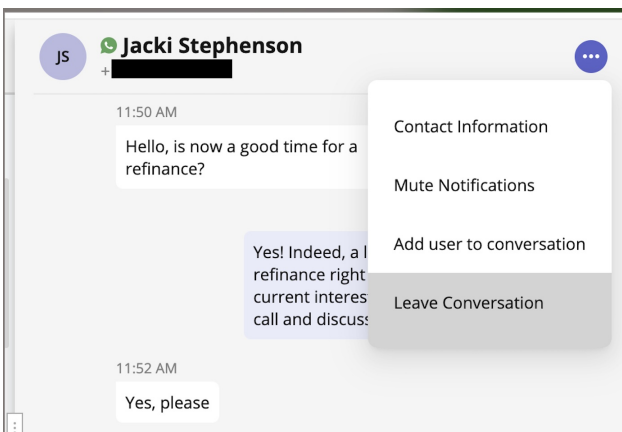 JS
Jacki Stephenson
+
11:50 AM
Hello, is now a good time for a
refinance?
Yes! Indeed, a l
refinance right
current interes
call and discuss
11:52 AM
Yes, please
Contact Information
Mute Notifications
Add user to conversation
Leave Conversation